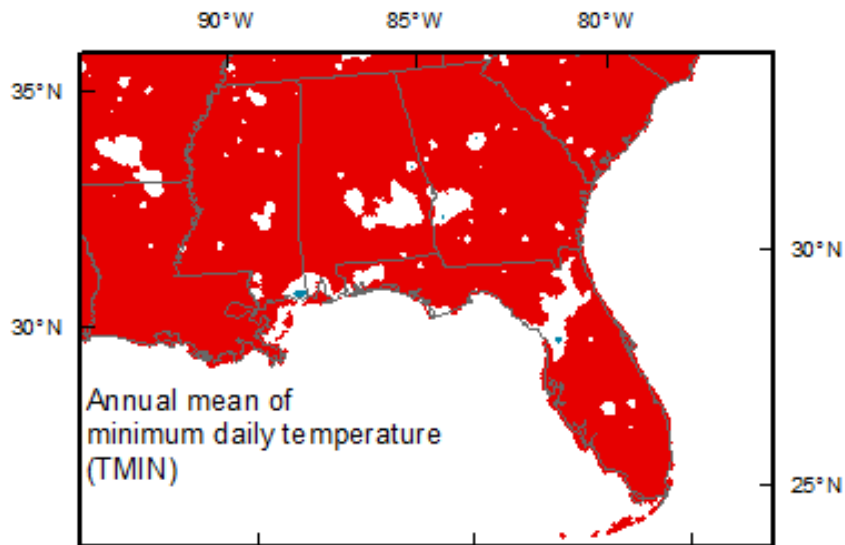 90°W 85°W 80°W
35°N
30°N
30°N
Annual mean of
minimum daily temperature
(TMIN)
25°N